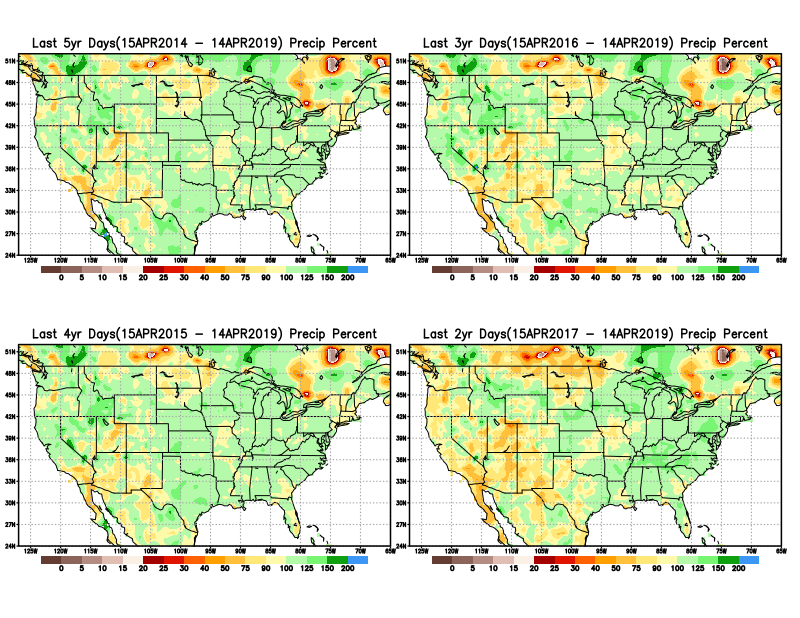 Last 5yr Days(15APR2014 – 14APR2019) Precip Percent
51N
48N
45N
42N
39N
36N
33N
30N
27N
24N
125W 120W 115W 110W 105W 100W 95W 90W 85W 80W 75W 70W 65W
0 5 10 15 20 25 30 40 50 75 90 100 125 150 200
Last 3yr Days(15APR2016 – 14APR2019) Precip Percent
51N
48N
45N
42N
39N
36N
33N
30N
27N
24N
125W 120W 115W 110W 105W 100W 95W 90W 85W 80W 75W 70W 65W
0 5 10 15 20 25 30 40 50 75 90 100 125 150 200
Last 4yr Days(15APR2015 – 14APR2019) Precip Percent
51N
48N
45N
42N
39N
36N
33N
30N
27N
24N
125W 120W 115W 110W 105W 100W 95W 90W 85W 80W 75W 70W 65W
0 5 10 15 20 25 30 40 50 75 90 100 125 150 200
Last 2yr Days(15APR2017 – 14APR2019) Precip Percent
51N
48N
45N
42N
39N
36N
33N
30N
27N
24N
125W 120W 115W 110W 105W 100W 95W 90W 85W 80W 75W 70W 65W
0 5 10 15 20 25 30 40 50 75 90 100 125 150 200